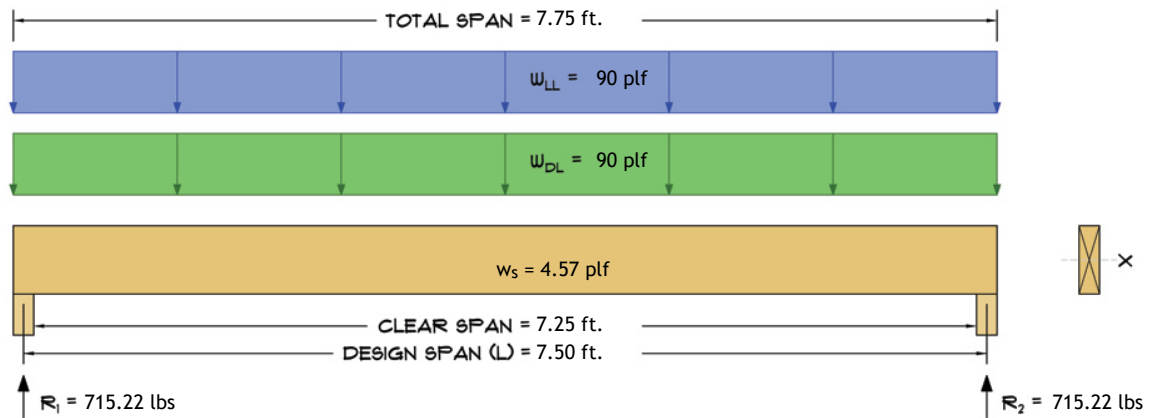 TOTAL SPAN = 7.75 ft.
WLL = 90 plf
WDL = 90 plf
ws = 4.57 plf
X
CLEAR SPAN = 7.25 ft.
DESIGN SPAN (L) = 7.50 ft.
R1 = 715.22 lbs
R2 = 715.22 lbs